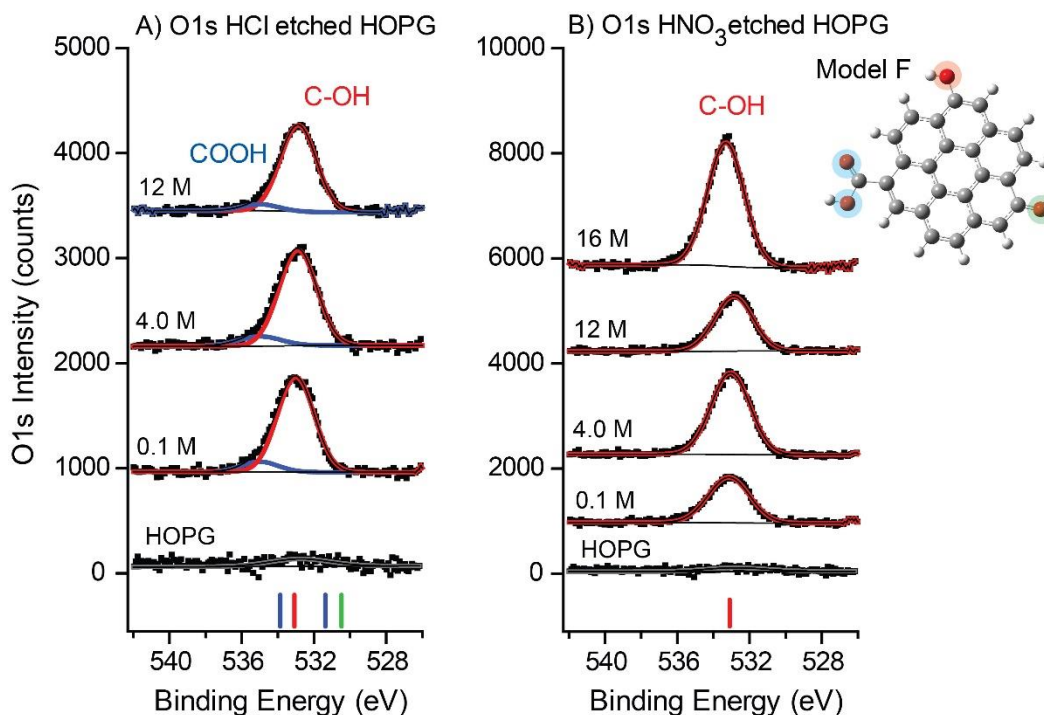 A) O1s HCl etched HOPG
B) O1s HNO₃etched HOPG
O1s Intensity (counts)
5000
4000
3000
2000
1000
0
C-OH
COOH
12 M
4.0 M
0.1 M
HOPG
540 536 532 528
Binding Energy (eV)
10000
8000
6000
4000
2000
0
C-OH
16 M
12 M
4.0 M
0.1 M
HOPG
540 536 532 528
Binding Energy (eV)
Model F